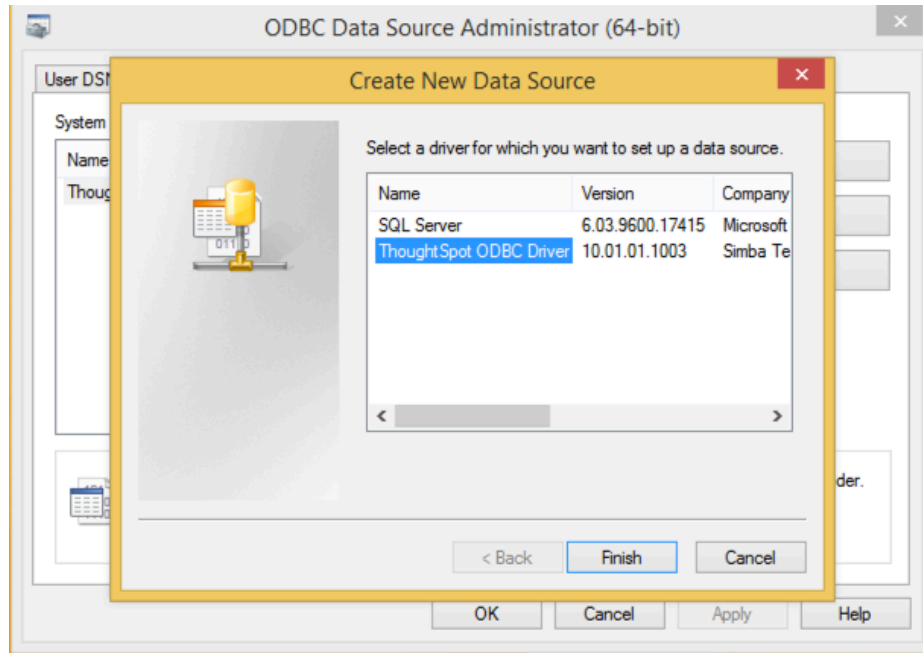 ODBC Data Source Administrator (64-bit)
User DSN
Create New Data Source
System
Name
Thoug
Select a driver for which you want to set up a data source.
Name Version Company
SQL Server 6.03.9600.17415 Microsoft
ThoughtSpot ODBC Driver 10.01.01.1003 Simba Te
der.
< Back Finish Cancel
OK Cancel Apply Help